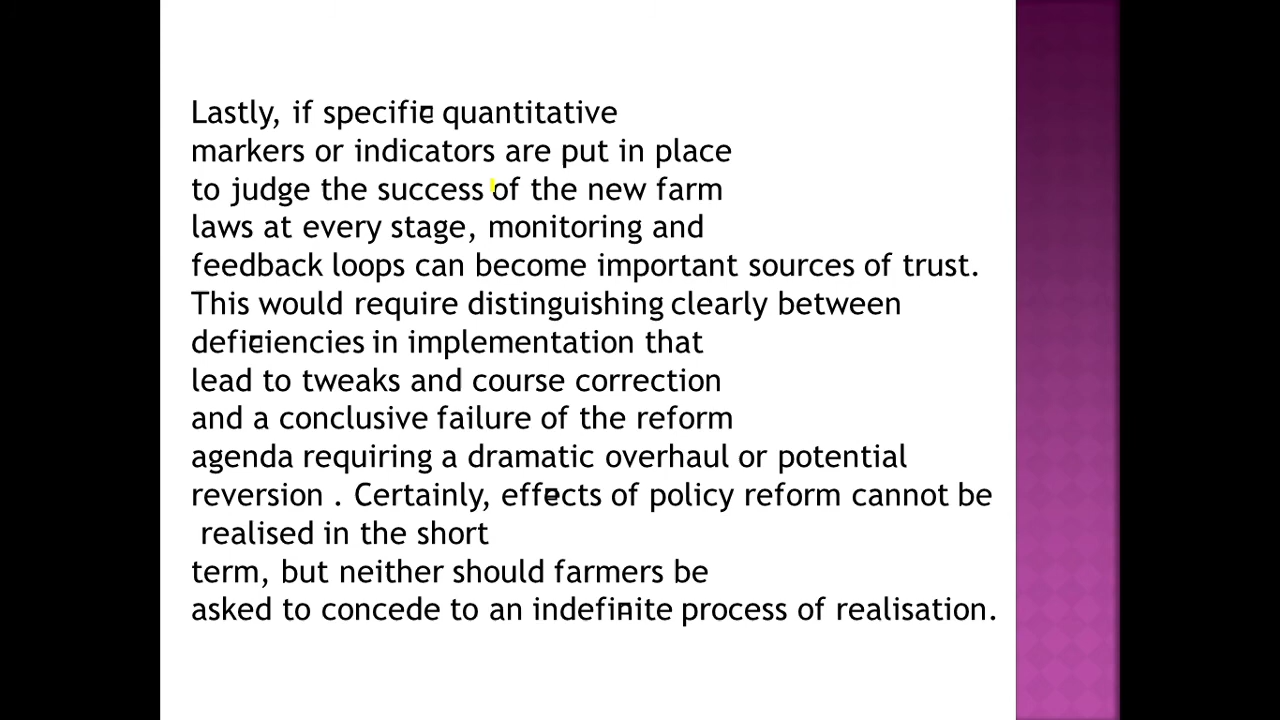 Lastly, if specific quantitative
markers or indicators are put in place
to judge the success of the new farm
laws at every stage, monitoring and
feedback loops can become important sources of trust.
This would require distinguishing clearly between
deficiencies in implementation that
lead to tweaks and course correction
and a conclusive failure of the reform
agenda requiring a dramatic overhaul or potential
reversion . Certainly, effects of policy reform cannot be
realised in the short
term, but neither should farmers be
asked to concede to an indefinite process of realisation.